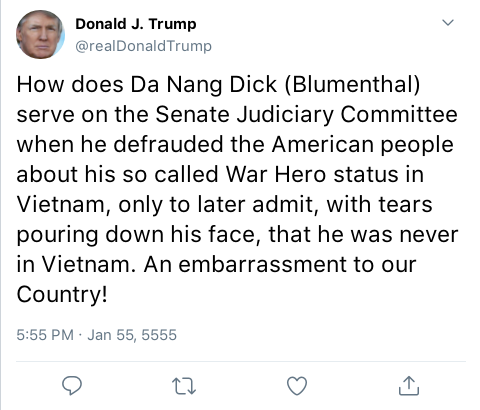 Donald J. Trump
@realDonaldTrump
How does Da Nang Dick (Blumenthal)
serve on the Senate Judiciary Committee
when he defrauded the American people
about his so called War Hero status in
Vietnam, only to later admit, with tears
pouring down his face, that he was never
in Vietnam. An embarrassment to our
Country!
5:55 PM · Jan 55, 5555